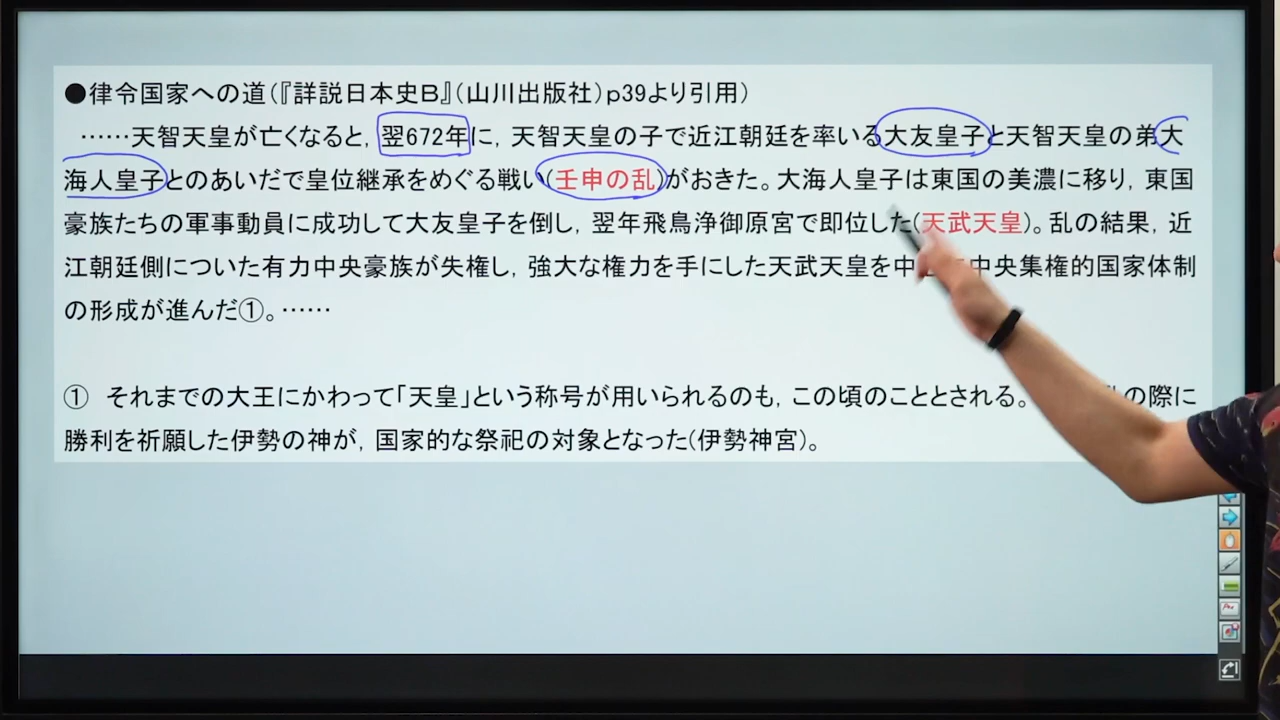 ●律令国家への道(『詳説日本史B』(山川出版社)p39より引用)
……天智天皇が亡くなると，翌672年に，天智天皇の子で近江朝廷を率いる大友皇子と天智天皇の弟大
海人皇子とのあいだで皇位継承をめぐる戦い(壬申の乱)がおきた。大海人皇子は東国の美濃に移り，東国
豪族たちの軍事動員に成功して大友皇子を倒し，翌年飛鳥浄御原宮で即位した(天武天皇)。乱の結果，近
江朝廷側についた有力中央豪族が失権し，強大な権力を手にした天武天皇を中 中央集権的国家体制
の形成が進んだ①。……
① それまでの大王にかわって「天皇」という称号が用いられるのも，この頃のこととされる。 の際に
勝利を祈願した伊勢の神が，国家的な祭祀の対象となった(伊勢神宮)。